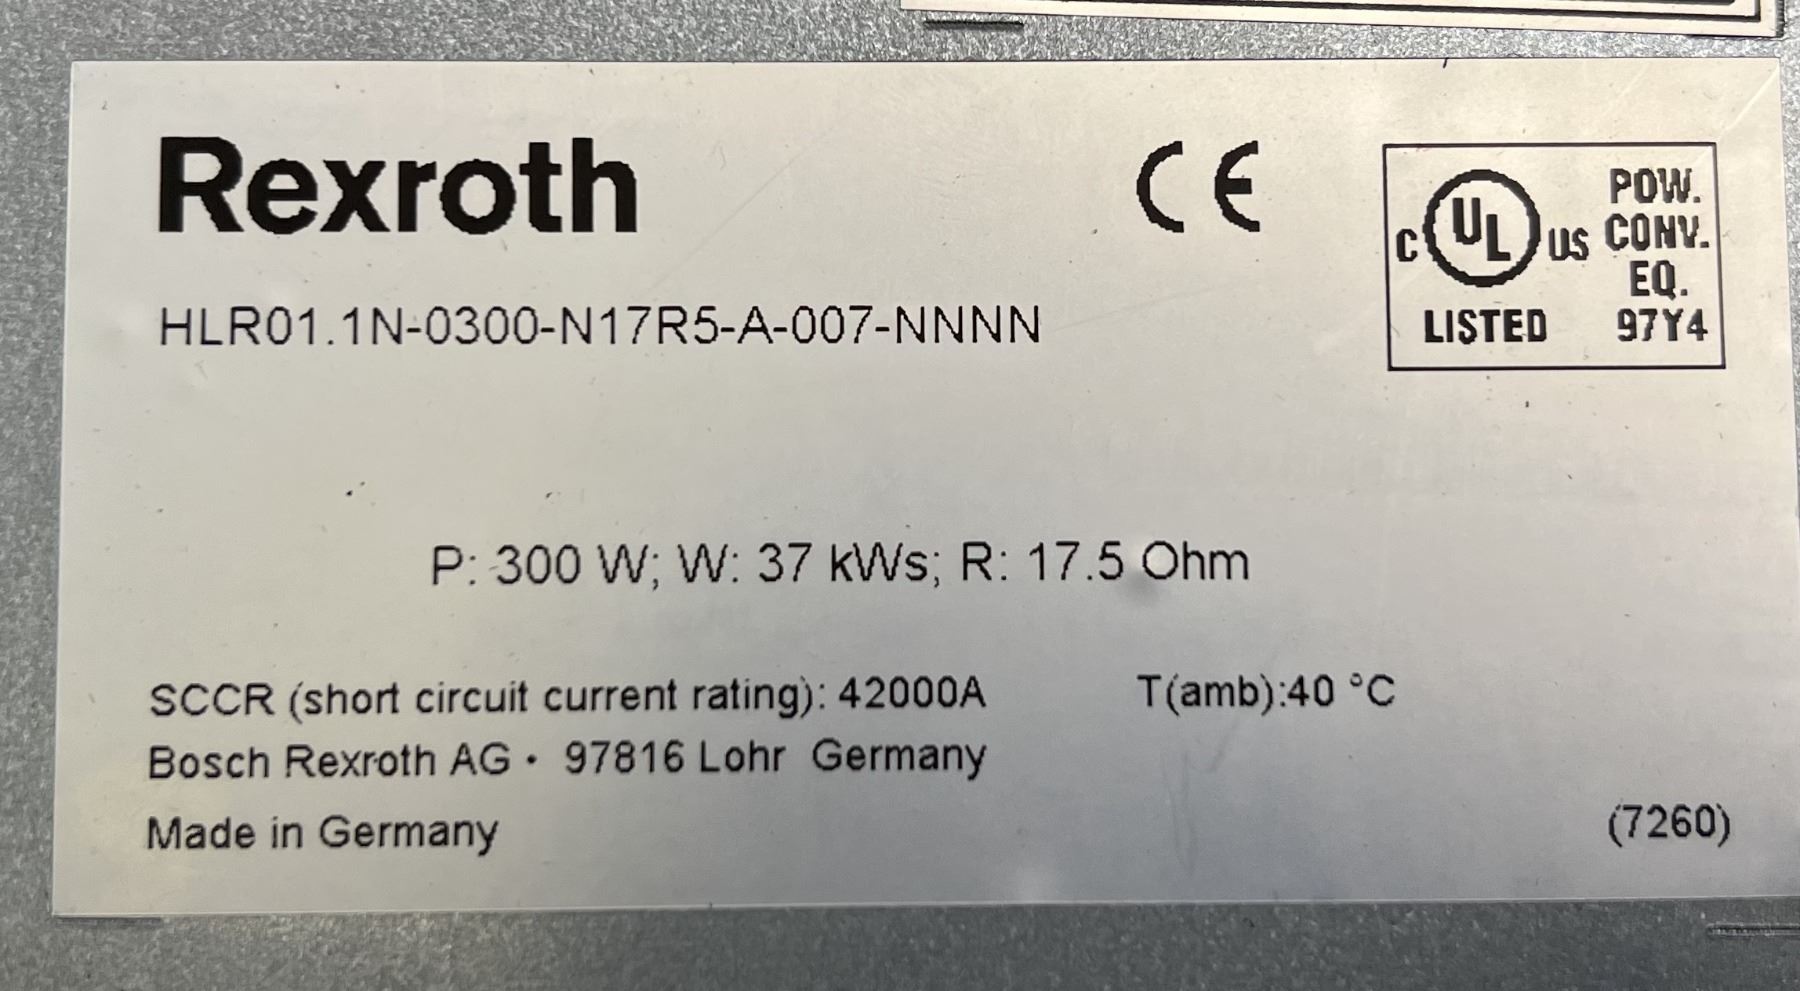 Rexroth
CE
HLR01.1N-0300-N17R5-A-007-NNNN
C UL US
LISTED
POW.
CONV.
EQ.
97Y4
P: 300 W; W: 37 kWs; R: 17.5 Ohm
SCCR (short circuit current rating): 42000A
T(amb):40 °C
Bosch Rexroth AG · 97816 Lohr Germany
Made in Germany
(7260)